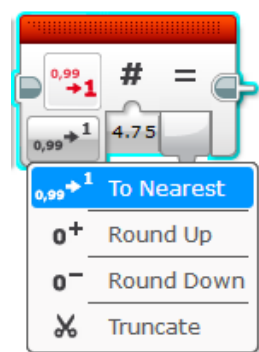 0,99 → 1 # =
0,99 → 1 4.75
0,99 → 1 To Nearest
0+ Round Up
0− Round Down
Truncate